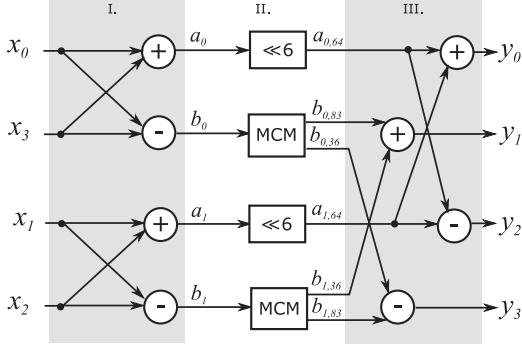 I. II. III.
x0 a0 ≪6 a0,64 + y0
x3 - b0 MCM b0,83 b0,36 + y1
x1 + a1 ≪6 a1,64 - y2
x2 - b1 MCM b1,36 b1,83 - y3
+